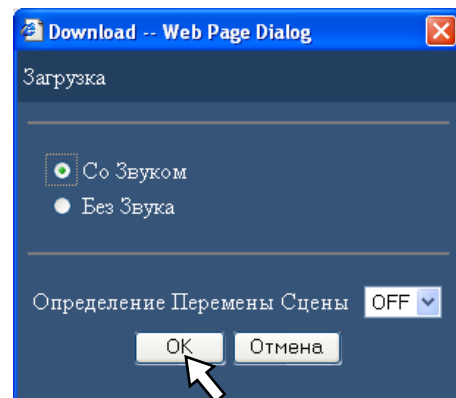 Download -- Web Page Dialog
Загрузка
Со Звуком
Без Звука
Определение Перемены Сцены OFF
OK Отмена